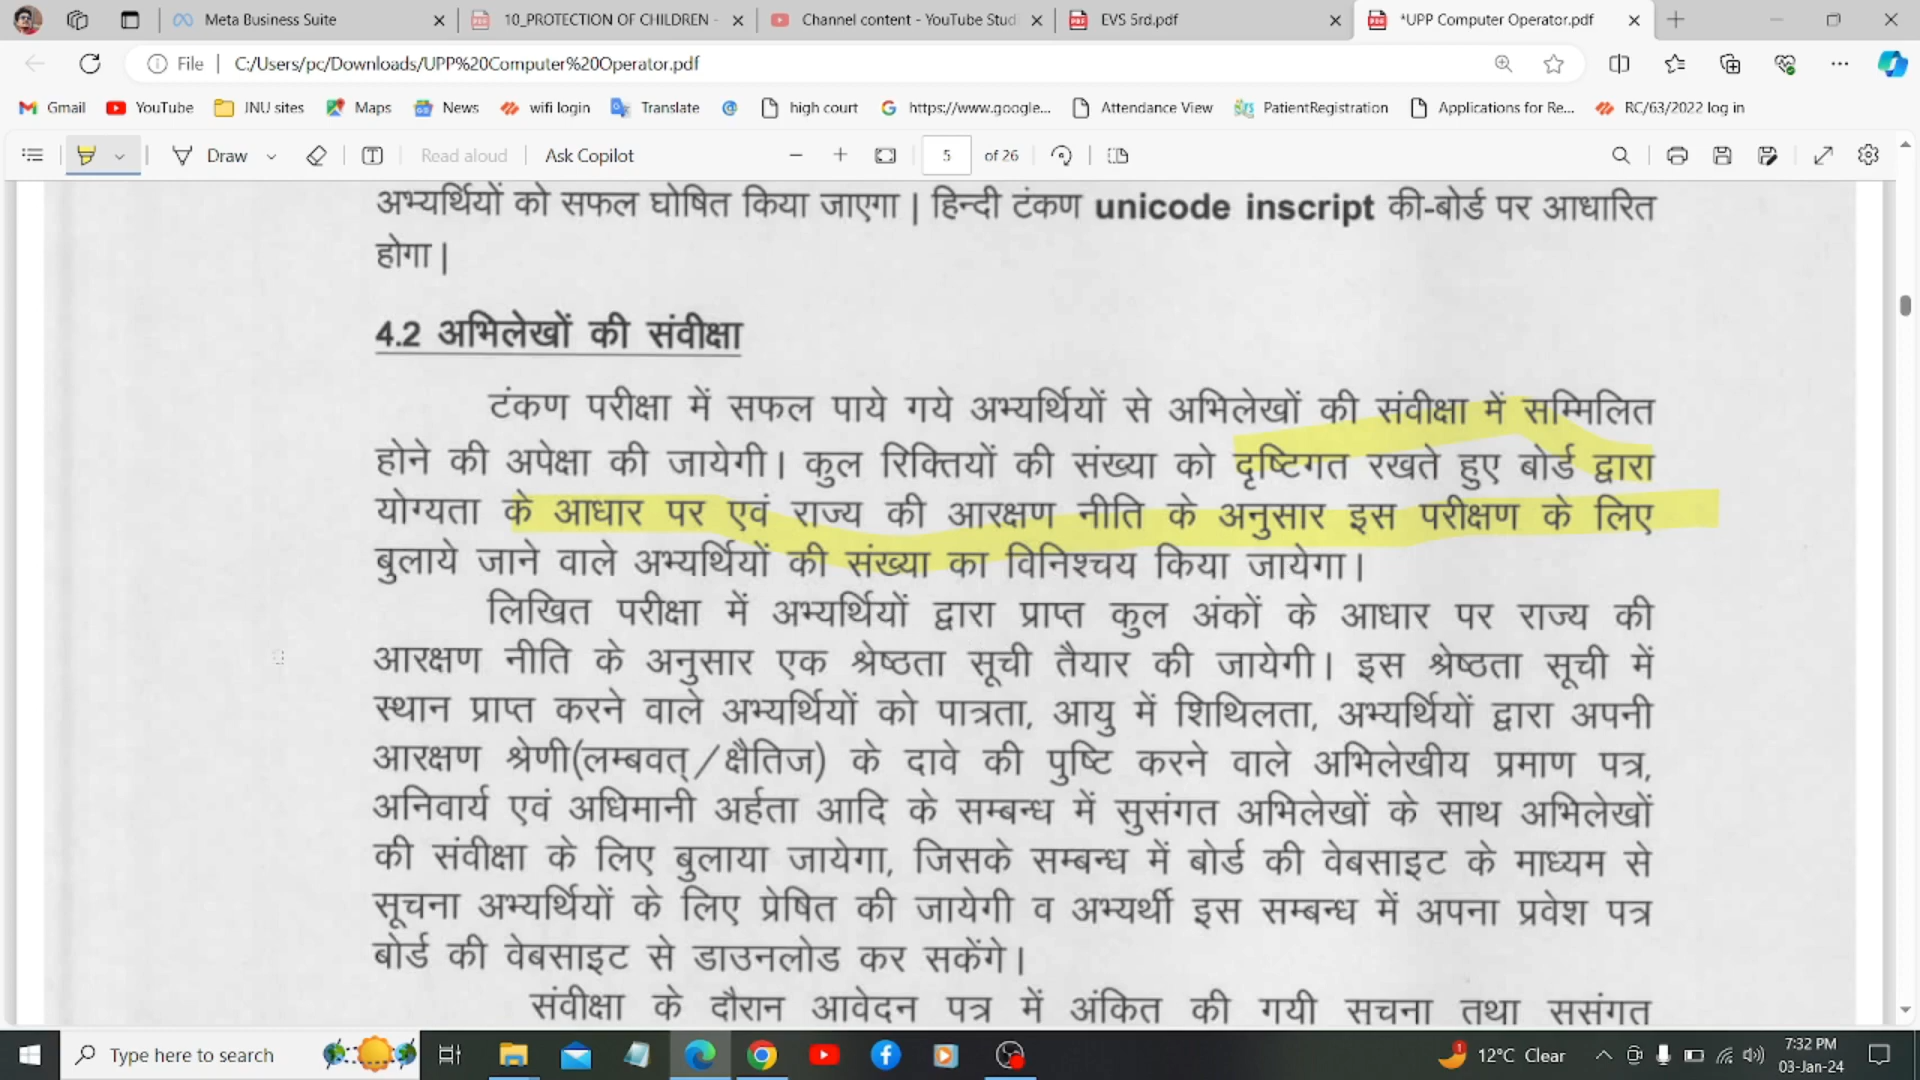 Meta Business Suite
10_PROTECTION OF CHILDREN -
Channel content - YouTube Stud
EVS 5rd.pdf
*UPP Computer Operator.pdf
File
C:/Users/pc/Downloads/UPP%20Computer%20Operator.pdf
Gmail YouTube JNU sites Maps News wifi login Translate high court https://www.google... Attendance View PatientRegistration Applications for Re... RC/63/2022 log in
Draw Read aloud Ask Copilot 5 of 26
अभ्यर्थियों को सफल घोषित किया जाएगा | हिन्दी टंकण unicode inscript की-बोर्ड पर आधारित
होगा |
4.2 अभिलेखों की संवीक्षा
टंकण परीक्षा में सफल पाये गये अभ्यर्थियों से अभिलेखों की संवीक्षा में सम्मिलित
होने की अपेक्षा की जायेगी। कुल रिक्तियों की संख्या को दृष्टिगत रखते हुए बोर्ड द्वारा
योग्यता के आधार पर एवं राज्य की आरक्षण नीति के अनुसार इस परीक्षण के लिए
बुलाये जाने वाले अभ्यर्थियों की संख्या का विनिश्चय किया जायेगा।
लिखित परीक्षा में अभ्यर्थियों द्वारा प्राप्त कुल अंकों के आधार पर राज्य की
आरक्षण नीति के अनुसार एक श्रेष्ठता सूची तैयार की जायेगी। इस श्रेष्ठता सूची में
स्थान प्राप्त करने वाले अभ्यर्थियों को पात्रता, आयु में शिथिलता, अभ्यर्थियों द्वारा अपनी
आरक्षण श्रेणी(लम्बवत्/क्षैतिज) के दावे की पुष्टि करने वाले अभिलेखीय प्रमाण पत्र,
अनिवार्य एवं अधिमानी अर्हता आदि के सम्बन्ध में सुसंगत अभिलेखों के साथ अभिलेखों
की संवीक्षा के लिए बुलाया जायेगा, जिसके सम्बन्ध में बोर्ड की वेबसाइट के माध्यम से
सूचना अभ्यर्थियों के लिए प्रेषित की जायेगी व अभ्यर्थी इस सम्बन्ध में अपना प्रवेश पत्र
बोर्ड की वेबसाइट से डाउनलोड कर सकेंगे।
संवीक्षा के दौरान आवेदन पत्र में अंकित की गयी सूचना तथा सुसंगत
Type here to search
12°C Clear
7:32 PM
03-Jan-24